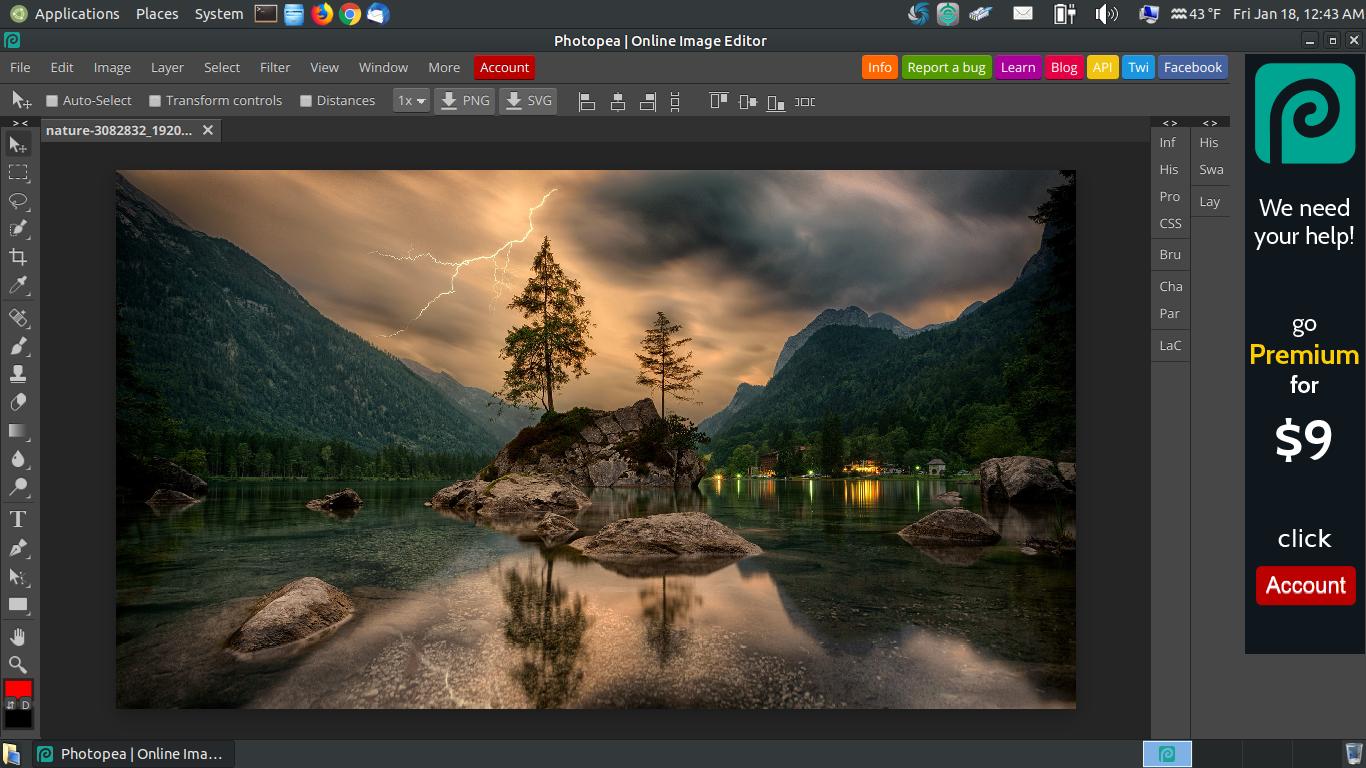 Applications Places System 43 °F Fri Jan 18, 12:43 AM
Photopea | Online Image Editor
File Edit Image Layer Select Filter View Window More Account Info Report a bug Learn Blog API Twi Facebook
Auto-Select Transform controls Distances 1x PNG SVG
> < nature-3082832_1920... < > < >
Inf His
His Swa
Pro Lay
CSS
Bru
Cha
Par
LaC
T
D
We need
your help!
go
Premium
for
$9
click
Account
Photopea | Online Ima...